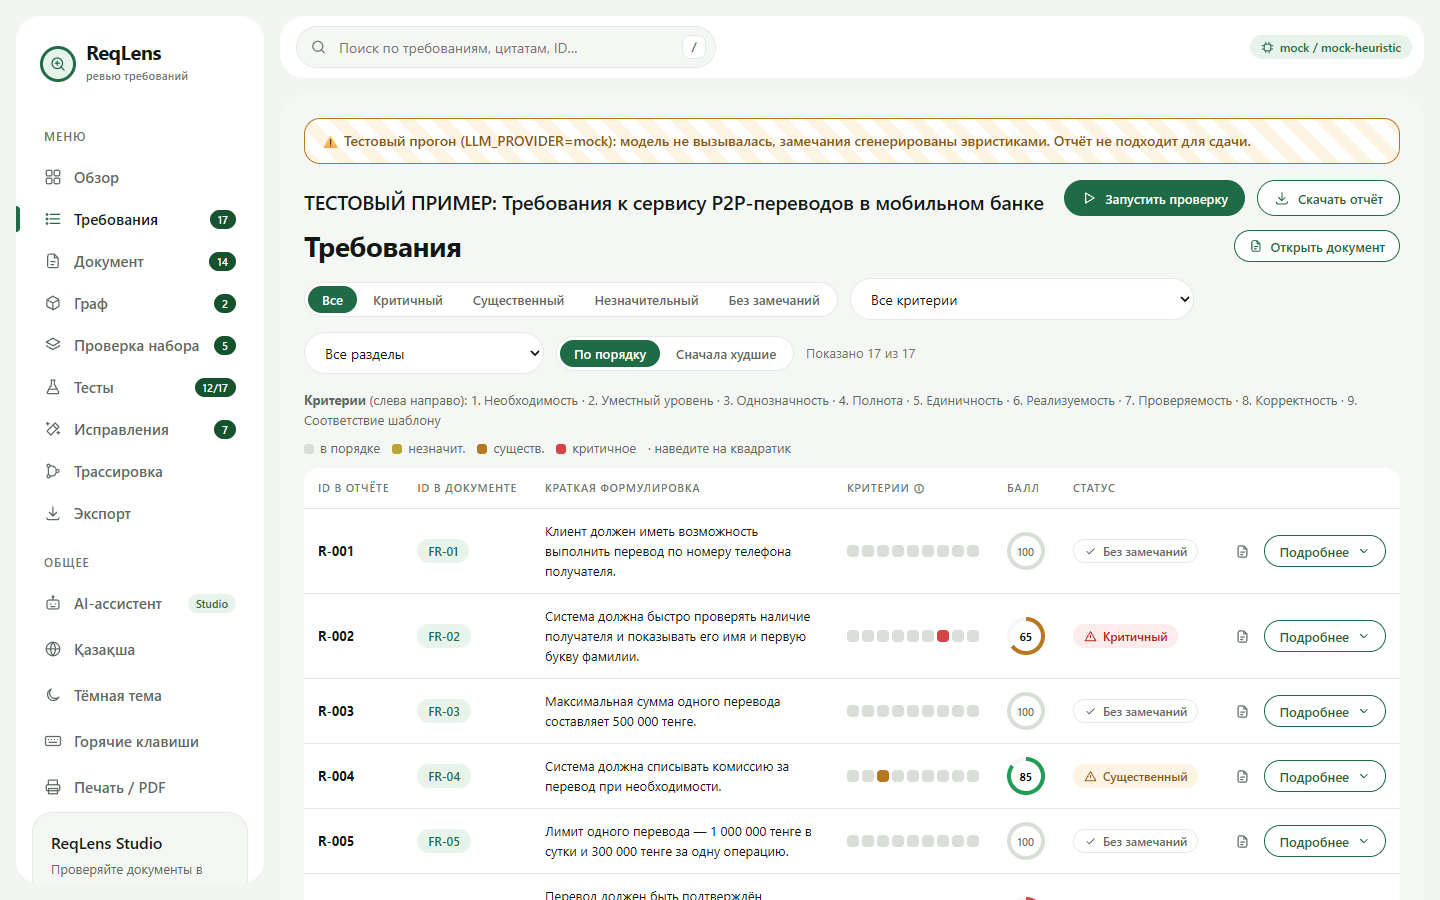 ReqLens
ревью требований
МЕНЮ
Обзор
Требования 17
Документ 14
Граф 2
Проверка набора 5
Тесты 12/17
Исправления 7
Трассировка
Экспорт
ОБЩЕЕ
AI-ассистент Studio
Қазақша
Тёмная тема
Горячие клавиши
Печать / PDF
ReqLens Studio
Проверяйте документы в
Поиск по требованиям, цитатам, ID... /
mock / mock-heuristic
Тестовый прогон (LLM_PROVIDER=mock): модель не вызывалась, замечания сгенерированы эвристиками. Отчёт не подходит для сдачи.
ТЕСТОВЫЙ ПРИМЕР: Требования к сервису P2P-переводов в мобильном банке
Запустить проверку
Скачать отчёт
Требования
Открыть документ
Все Критичный Существенный Незначительный Без замечаний
Все критерии
Все разделы
По порядку Сначала худшие
Показано 17 из 17
Критерии (слева направо): 1. Необходимость · 2. Уместный уровень · 3. Однозначность · 4. Полнота · 5. Единичность · 6. Реализуемость · 7. Проверяемость · 8. Корректность · 9.
Соответствие шаблону
в порядке незначит. существ. критичное · наведите на квадратик
ID В ОТЧЁТЕ ID В ДОКУМЕНТЕ КРАТКАЯ ФОРМУЛИРОВКА КРИТЕРИИ БАЛЛ СТАТУС
R-001 FR-01
Клиент должен иметь возможность
выполнить перевод по номеру телефона
получателя.
100 Без замечаний Подробнее
R-002 FR-02
Система должна быстро проверять наличие
получателя и показывать его имя и первую
букву фамилии.
65 Критичный Подробнее
R-003 FR-03
Максимальная сумма одного перевода
составляет 500 000 тенге.
100 Без замечаний Подробнее
R-004 FR-04
Система должна списывать комиссию за
перевод при необходимости.
85 Существенный Подробнее
R-005 FR-05
Лимит одного перевода — 1 000 000 тенге в
сутки и 300 000 тенге за одну операцию.
100 Без замечаний Подробнее
Перевод должен быть подтверждён